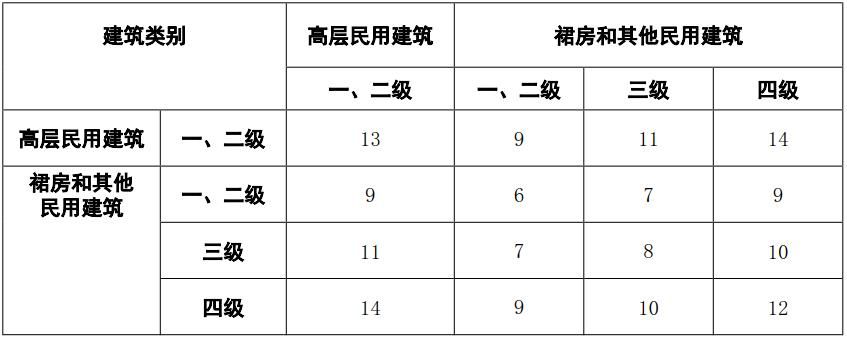 建筑类别 高层民用建筑 裙房和其他民用建筑
一、二级 一、二级 三级 四级
高层民用建筑 一、二级 13 9 11 14
裙房和其他
民用建筑 一、二级 9 6 7 9
三级 11 7 8 10
四级 14 9 10 12